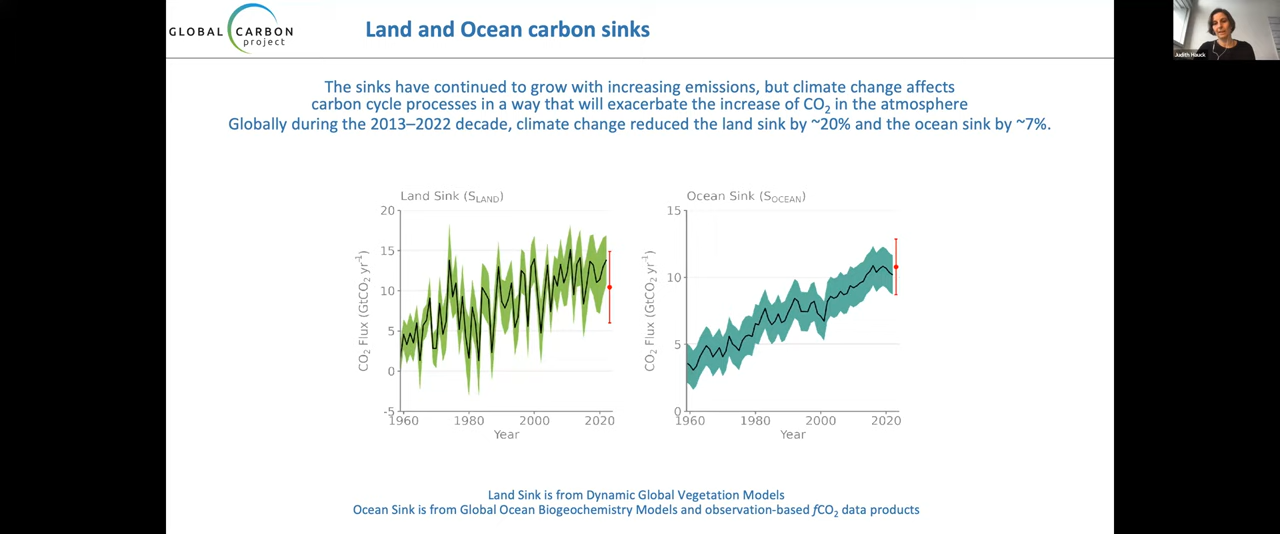 GLOBAL CARBON
project
Land and Ocean carbon sinks
Judith Hauck
The sinks have continued to grow with increasing emissions, but climate change affects
carbon cycle processes in a way that will exacerbate the increase of CO₂ in the atmosphere
Globally during the 2013–2022 decade, climate change reduced the land sink by ~20% and the ocean sink by ~7%.
Land Sink (S_LAND)
20
15
10
5
0
-5
CO₂ Flux (GtCO₂ yr⁻¹)
1960 1980 2000 2020
Year
Ocean Sink (S_OCEAN)
15
10
5
0
CO₂ Flux (GtCO₂ yr⁻¹)
1960 1980 2000 2020
Year
Land Sink is from Dynamic Global Vegetation Models
Ocean Sink is from Global Ocean Biogeochemistry Models and observation-based fCO₂ data products